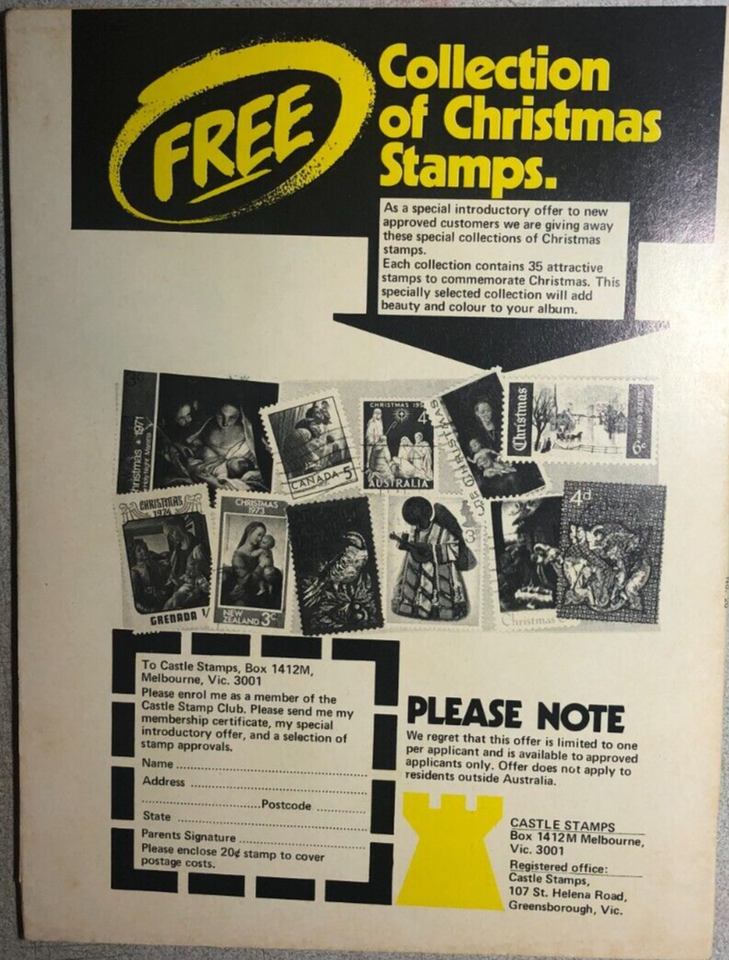 FREE
Collection
of Christmas
Stamps.
As a special introductory offer to new
approved customers we are giving away
these special collections of Christmas
stamps.
Each collection contains 35 attractive
stamps to commemorate Christmas. This
specially selected collection will add
beauty and colour to your album.
Christmas 1971
CANADA 5
CHRISTMAS
4
AUSTRALIA
CHRISTMAS
Christmas
6c
CHRISTMAS
GRENADA
CHRISTMAS
1973
NEW
ZEALAND 3c
8
3
Christmas
4d
To Castle Stamps, Box 1412M,
Melbourne, Vic. 3001
Please enrol me as a member of the
Castle Stamp Club. Please send me my
membership certificate, my special
introductory offer, and a selection of
stamp approvals.
Name
Address
Postcode
State
Parents Signature
Please enclose 20¢ stamp to cover
postage costs.
PLEASE NOTE
We regret that this offer is limited to one
per applicant and is available to approved
applicants only. Offer does not apply to
residents outside Australia.
CASTLE STAMPS
Box 1412M Melbourne,
Vic. 3001
Registered office:
Castle Stamps,
107 St. Helena Road,
Greensborough, Vic.